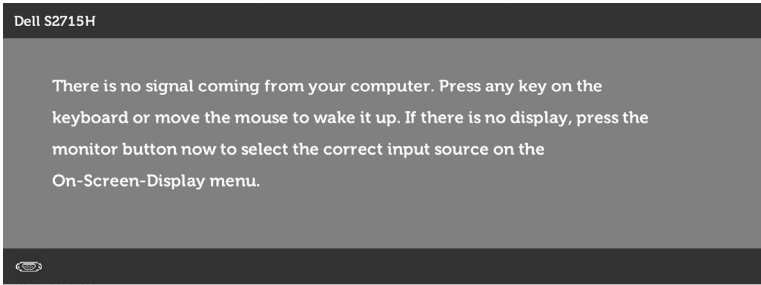 Dell S2715H
There is no signal coming from your computer. Press any key on the
keyboard or move the mouse to wake it up. If there is no display, press the
monitor button now to select the correct input source on the
On-Screen-Display menu.